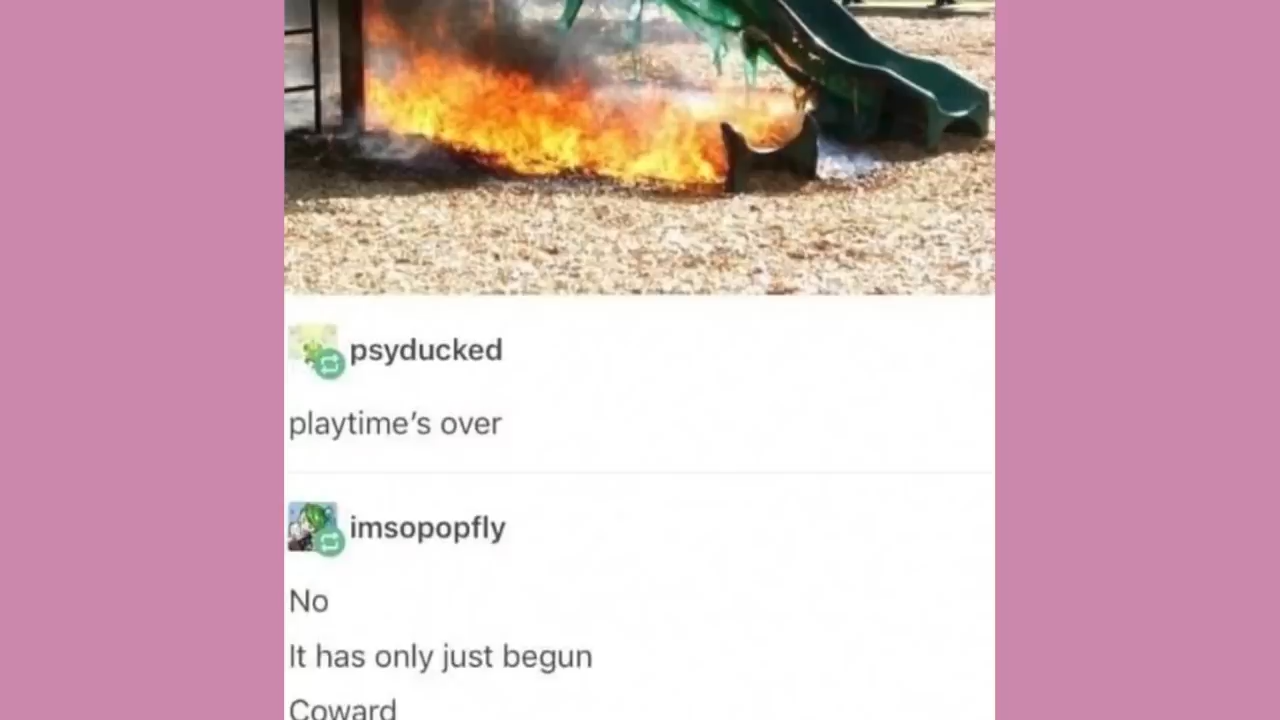 psyducked
playtime’s over
imsopopfly
No
It has only just begun
Coward